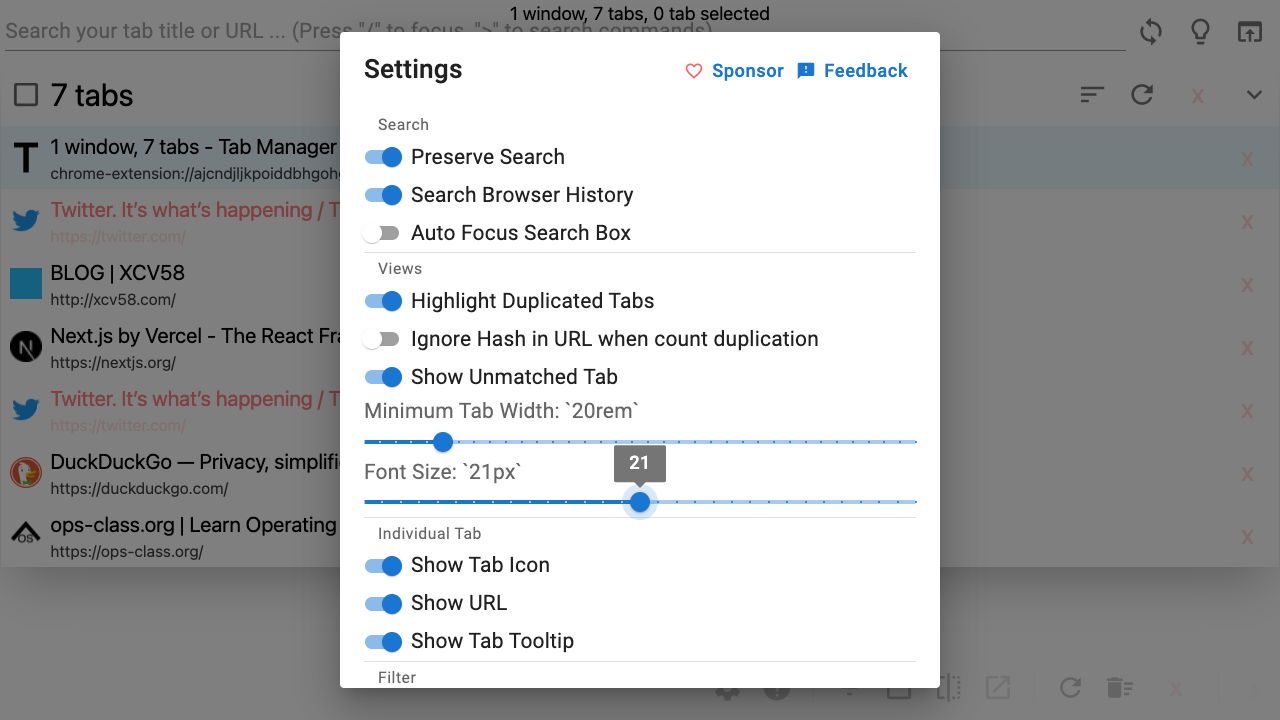 1 window, 7 tabs, 0 tab selected
Search your tab title or URL ... (Press "/" to focus, ">" to search commands)
7 tabs
x
1 window, 7 tabs - Tab Manager
x
Twitter. It's what's happening / T
https://twitter.com/
x
BLOG | XCV58
http://xcv58.com/
x
Next.js by Vercel - The React Fra
https://nextjs.org/
x
Twitter. It's what's happening / T
https://twitter.com/
x
DuckDuckGo — Privacy, simplifi
https://duckduckgo.com/
x
ops-class.org | Learn Operating
https://ops-class.org/
x
Settings
Sponsor
Feedback
Search
Preserve Search
Search Browser History
Auto Focus Search Box
Views
Highlight Duplicated Tabs
Ignore Hash in URL when count duplication
Show Unmatched Tab
Minimum Tab Width: `20rem`
21
Font Size: `21px`
Individual Tab
Show Tab Icon
Show URL
Show Tab Tooltip
Filter
x